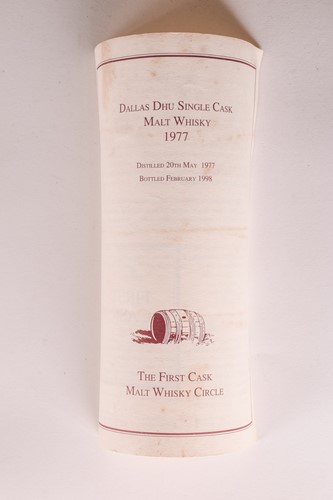 Dallas Dhu Single Cask
Malt Whisky
1977
Distilled 20th May 1977
Bottled February 1998
The First Cask
Malt Whisky Circle